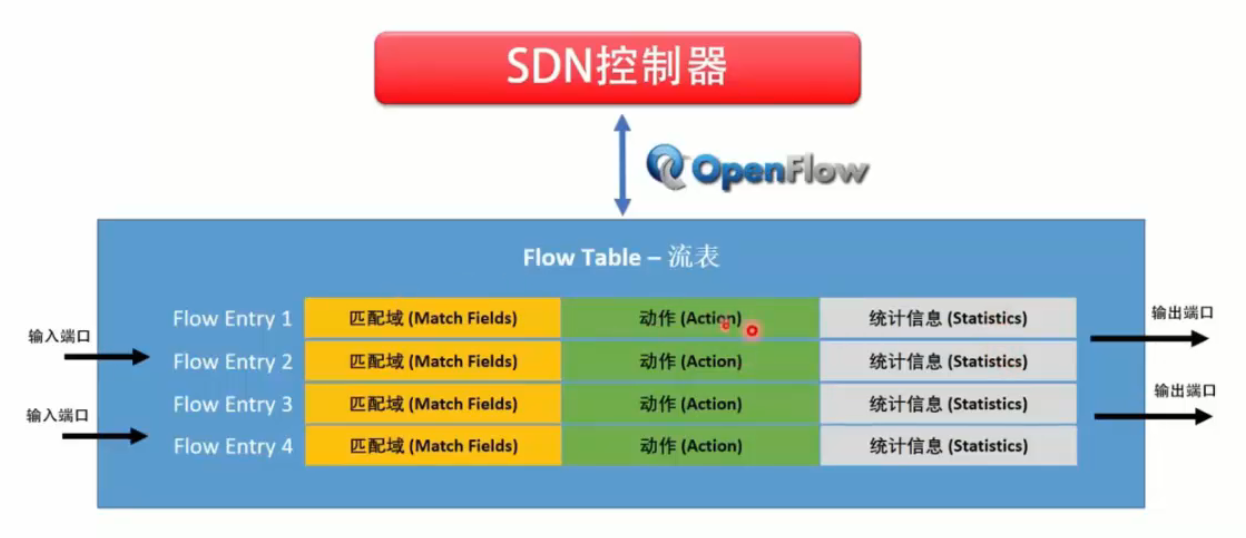 SDN控制器
OpenFlow
Flow Table – 流表
Flow Entry 1 匹配域 (Match Fields) 动作 (Action) 统计信息 (Statistics)
输入端口 输出端口
Flow Entry 2 匹配域 (Match Fields) 动作 (Action) 统计信息 (Statistics)
Flow Entry 3 匹配域 (Match Fields) 动作 (Action) 统计信息 (Statistics)
输入端口 输出端口
Flow Entry 4 匹配域 (Match Fields) 动作 (Action) 统计信息 (Statistics)